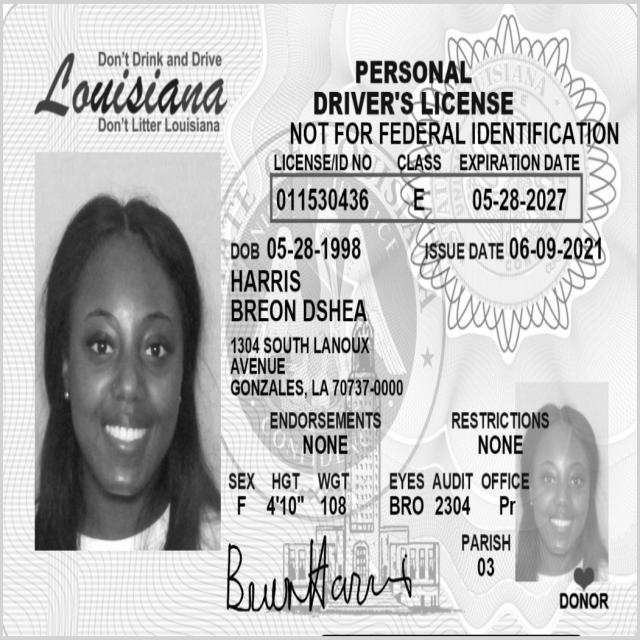 Don't Drink and Drive
Louisiana
Don't Litter Louisiana
PERSONAL
DRIVER'S LICENSE
NOT FOR FEDERAL IDENTIFICATION
LICENSE/ID NO CLASS EXPIRATION DATE
011530436 E 05-28-2027
DOB 05-28-1998 ISSUE DATE 06-09-2021
HARRIS
BREON DSHEA
1304 SOUTH LANOUX
AVENUE
GONZALES, LA 70737-0000
ENDORSEMENTS RESTRICTIONS
NONE NONE
SEX HGT WGT EYES AUDIT OFFICE
F 4'10" 108 BRO 2304 Pr
PARISH
03
Breon Harris
DONOR